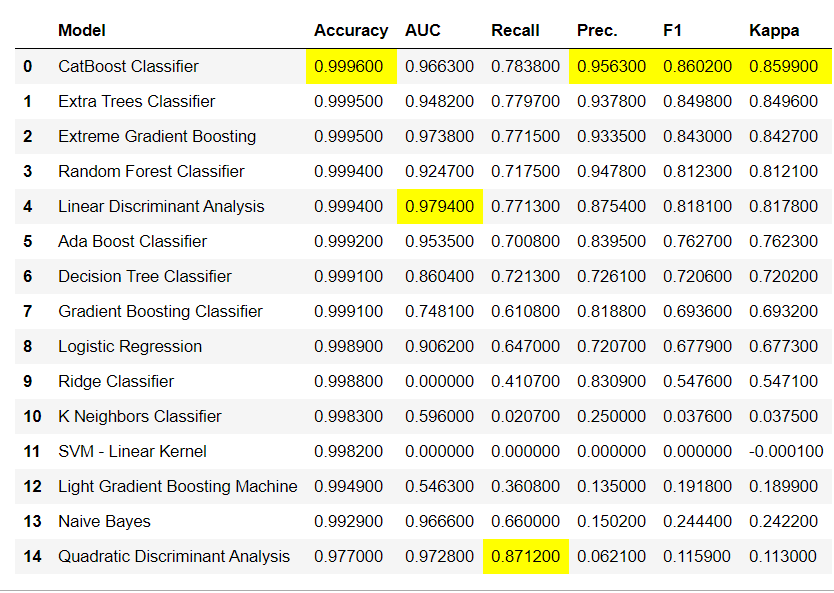 Model Accuracy AUC Recall Prec. F1 Kappa
0 CatBoost Classifier 0.999600 0.966300 0.783800 0.956300 0.860200 0.859900
1 Extra Trees Classifier 0.999500 0.948200 0.779700 0.937800 0.849800 0.849600
2 Extreme Gradient Boosting 0.999500 0.973800 0.771500 0.933500 0.843000 0.842700
3 Random Forest Classifier 0.999400 0.924700 0.717500 0.947800 0.812300 0.812100
4 Linear Discriminant Analysis 0.999400 0.979400 0.771300 0.875400 0.818100 0.817800
5 Ada Boost Classifier 0.999200 0.953500 0.700800 0.839500 0.762700 0.762300
6 Decision Tree Classifier 0.999100 0.860400 0.721300 0.726100 0.720600 0.720200
7 Gradient Boosting Classifier 0.999100 0.748100 0.610800 0.818800 0.693600 0.693200
8 Logistic Regression 0.998900 0.906200 0.647000 0.720700 0.677900 0.677300
9 Ridge Classifier 0.998800 0.000000 0.410700 0.830900 0.547600 0.547100
10 K Neighbors Classifier 0.998300 0.596000 0.020700 0.250000 0.037600 0.037500
11 SVM - Linear Kernel 0.998200 0.000000 0.000000 0.000000 0.000000 -0.000100
12 Light Gradient Boosting Machine 0.994900 0.546300 0.360800 0.135000 0.191800 0.189900
13 Naive Bayes 0.992900 0.966600 0.660000 0.150200 0.244400 0.242200
14 Quadratic Discriminant Analysis 0.977000 0.972800 0.871200 0.062100 0.115900 0.113000